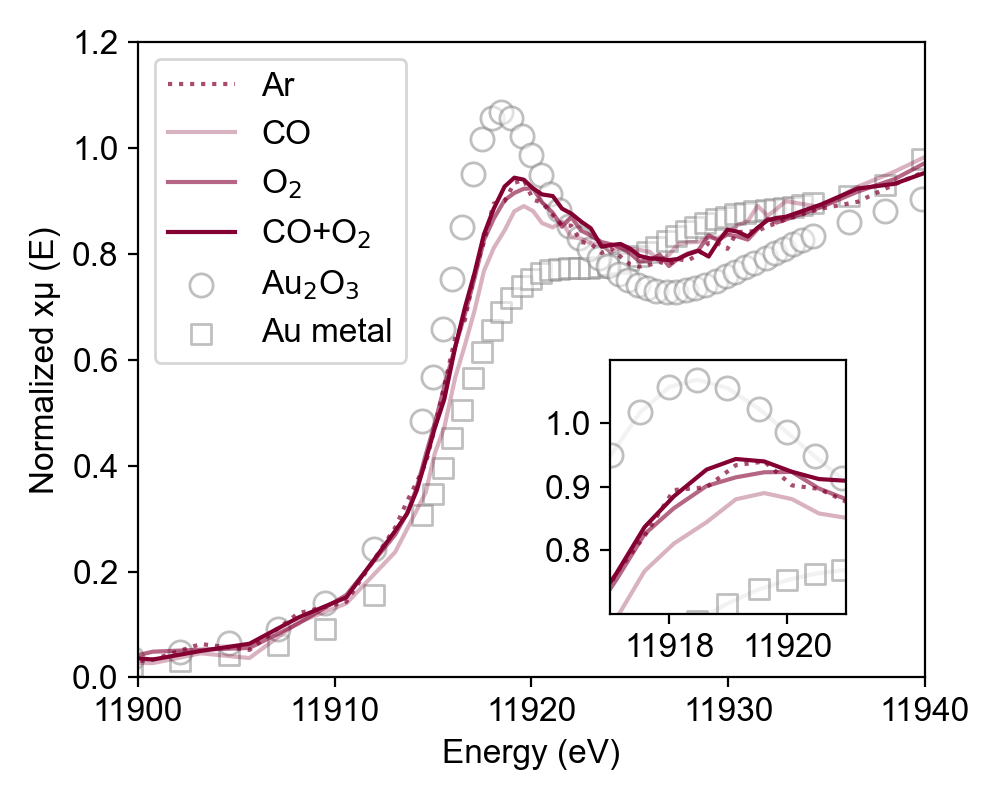 1.2
1.0
0.8
0.6
0.4
0.2
0.0
Normalized xμ (E)
Ar
CO
O₂
CO+O₂
Au₂O₃
Au metal
1.0
0.9
0.8
11918 11920
11900 11910 11920 11930 11940
Energy (eV)